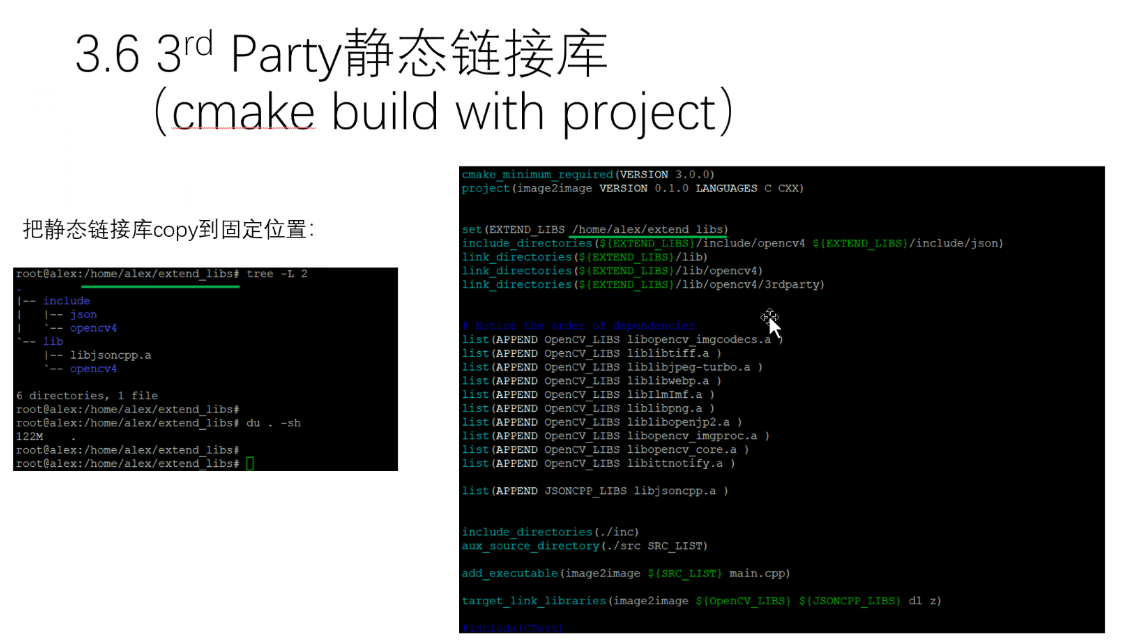 3.6 3rd Party静态链接库
（cmake build with project）
把静态链接库copy到固定位置：
root@alex:/home/alex/extend_libs# tree -L 2
.
|-- include
|   |-- json
|   `-- opencv4
`-- lib
    |-- libjsoncpp.a
    `-- opencv4
6 directories, 1 file
root@alex:/home/alex/extend_libs#
root@alex:/home/alex/extend_libs# du . -sh
122M    .
root@alex:/home/alex/extend_libs#
root@alex:/home/alex/extend_libs#
cmake_minimum_required(VERSION 3.0.0)
project(image2image VERSION 0.1.0 LANGUAGES C CXX)
set(EXTEND_LIBS /home/alex/extend_libs)
include_directories(${EXTEND_LIBS}/include/opencv4 ${EXTEND_LIBS}/include/json)
link_directories(${EXTEND_LIBS}/lib)
link_directories(${EXTEND_LIBS}/lib/opencv4)
link_directories(${EXTEND_LIBS}/lib/opencv4/3rdparty)
# Notice the order of dependencies
list(APPEND OpenCV_LIBS libopencv_imgcodecs.a )
list(APPEND OpenCV_LIBS liblibtiff.a )
list(APPEND OpenCV_LIBS liblibjpeg-turbo.a )
list(APPEND OpenCV_LIBS liblibwebp.a )
list(APPEND OpenCV_LIBS libIlmImf.a )
list(APPEND OpenCV_LIBS liblibpng.a )
list(APPEND OpenCV_LIBS liblibopenjp2.a )
list(APPEND OpenCV_LIBS libopencv_imgproc.a )
list(APPEND OpenCV_LIBS libopencv_core.a )
list(APPEND OpenCV_LIBS libittnotify.a )
list(APPEND JSONCPP_LIBS libjsoncpp.a )
include_directories(./inc)
aux_source_directory(./src SRC_LIST)
add_executable(image2image ${SRC_LIST} main.cpp)
target_link_libraries(image2image ${OpenCV_LIBS} ${JSONCPP_LIBS} dl z)
#include(CTest)